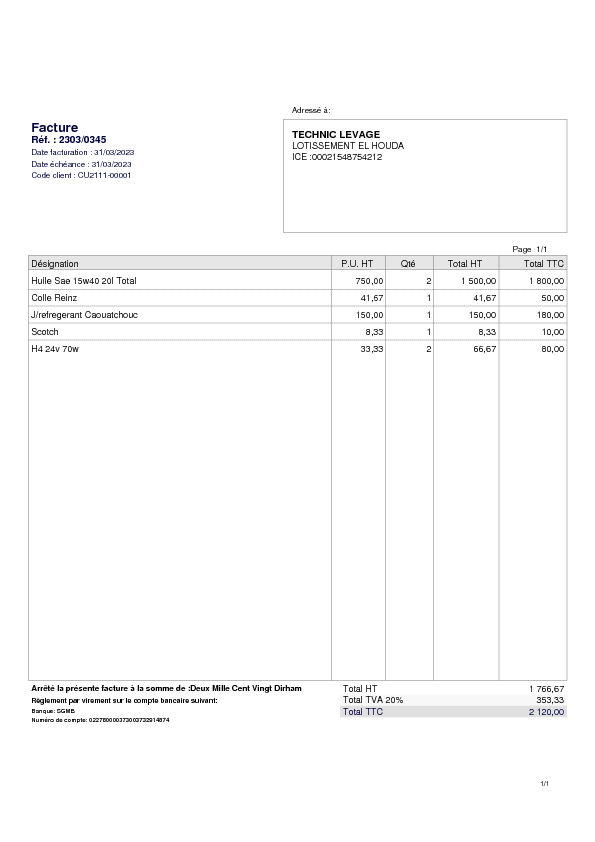 Adressé à:
Facture
Réf. : 2303/0345
Date facturation : 31/03/2023
Date échéance : 31/03/2023
Code client : CU2111-00001
TECHNIC LEVAGE
LOTISSEMENT EL HOUDA
ICE :00021548754212
Page 1/1
Désignation P.U. HT Qté Total HT Total TTC
Huile Sae 15w40 20l Total 750,00 2 1 500,00 1 800,00
Colle Reinz 41,67 1 41,67 50,00
J/refregerant Caouatchouc 150,00 1 150,00 180,00
Scotch 8,33 1 8,33 10,00
H4 24v 70w 33,33 2 66,67 80,00
Arrêté la présente facture à la somme de :Deux Mille Cent Vingt Dirham
Règlement par virement sur le compte bancaire suivant:
Banque: SGMB
Numéro de compte:
Total HT 1 766,67
Total TVA 20% 353,33
Total TTC 2 120,00
1/1